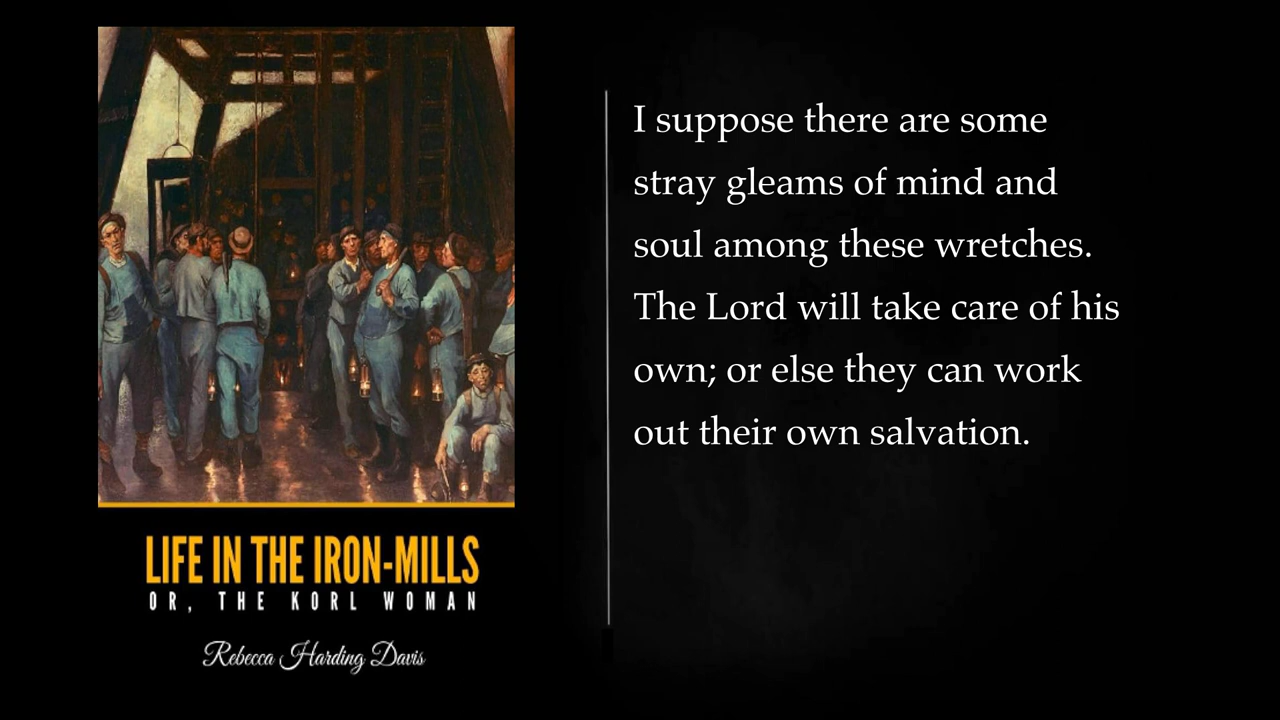 LIFE IN THE IRON-MILLS
OR, THE KORL WOMAN
Rebecca Harding Davis
I suppose there are some
stray gleams of mind and
soul among these wretches.
The Lord will take care of his
own; or else they can work
out their own salvation.